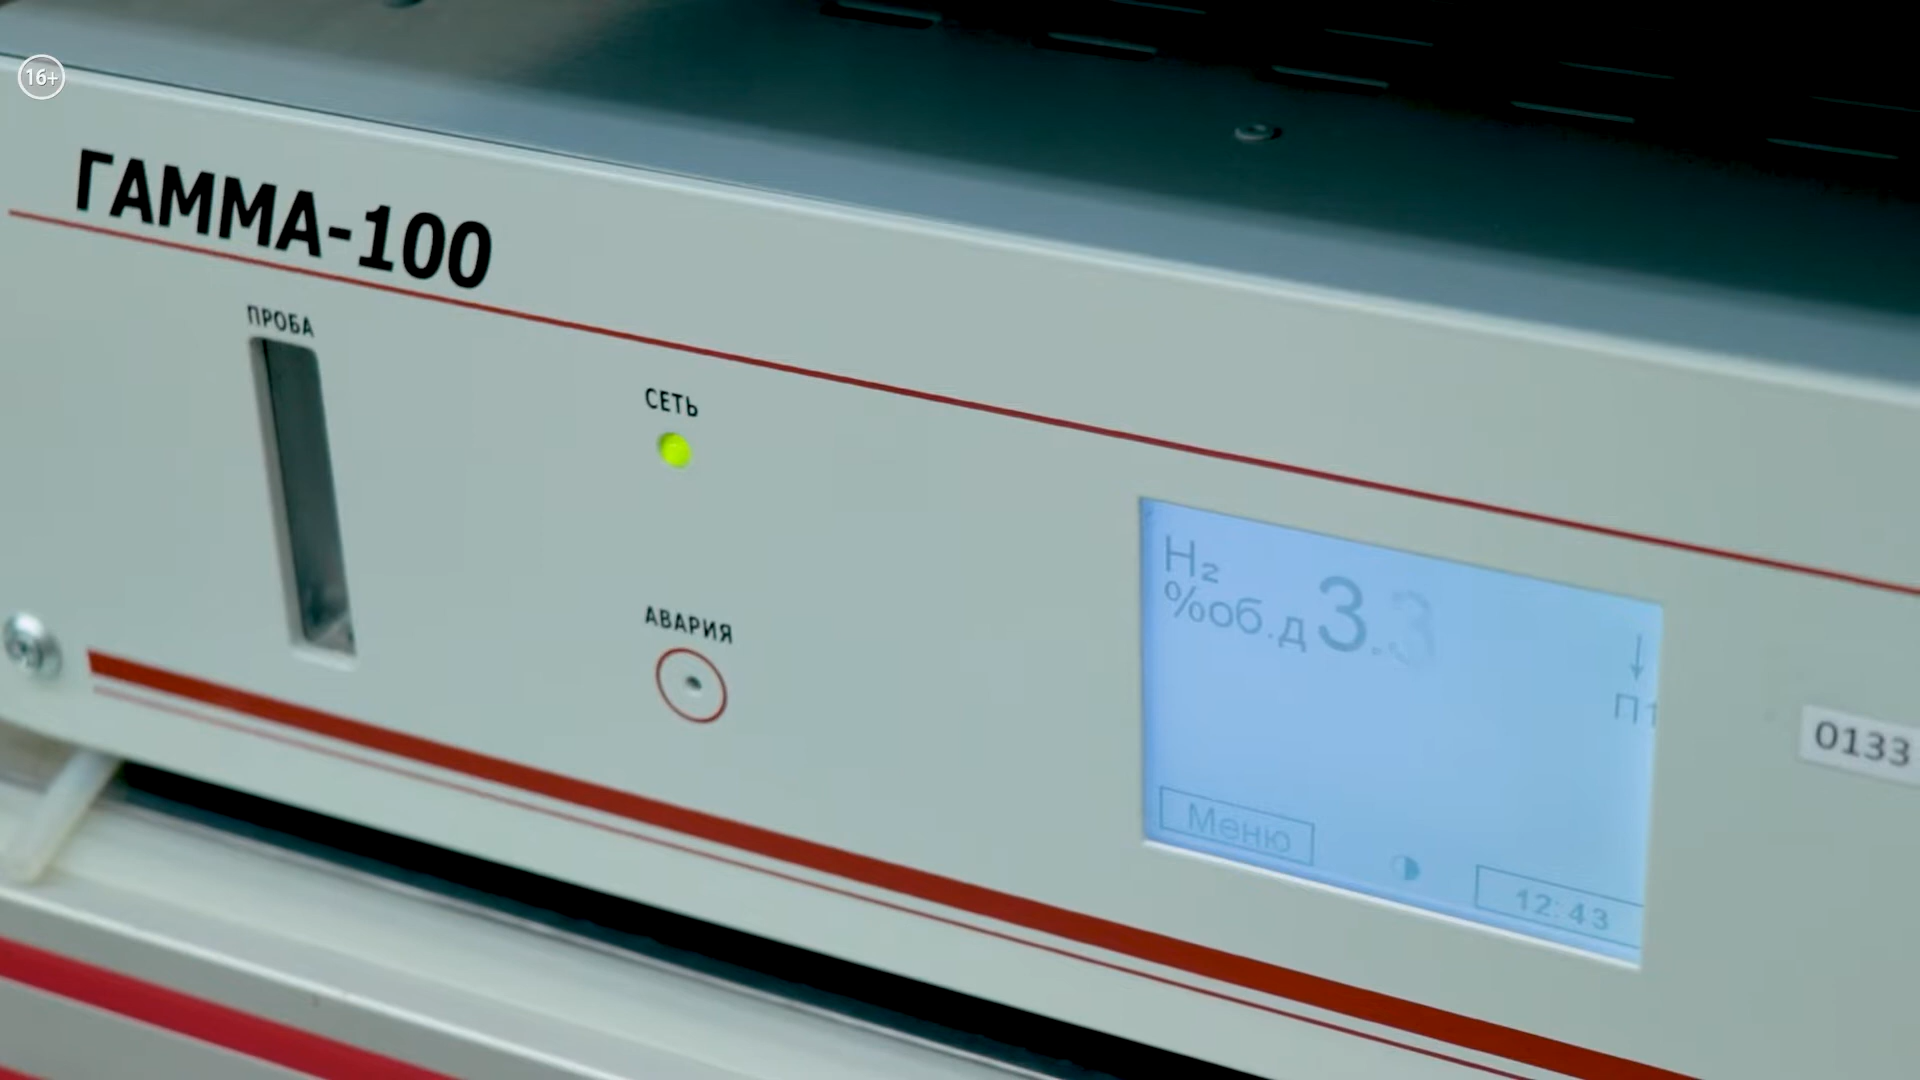 16+
ГАММА-100
ПРОБА
СЕТЬ
АВАРИЯ
H₂
%об.д 3.3
↓
П1
Меню
12:43
0133